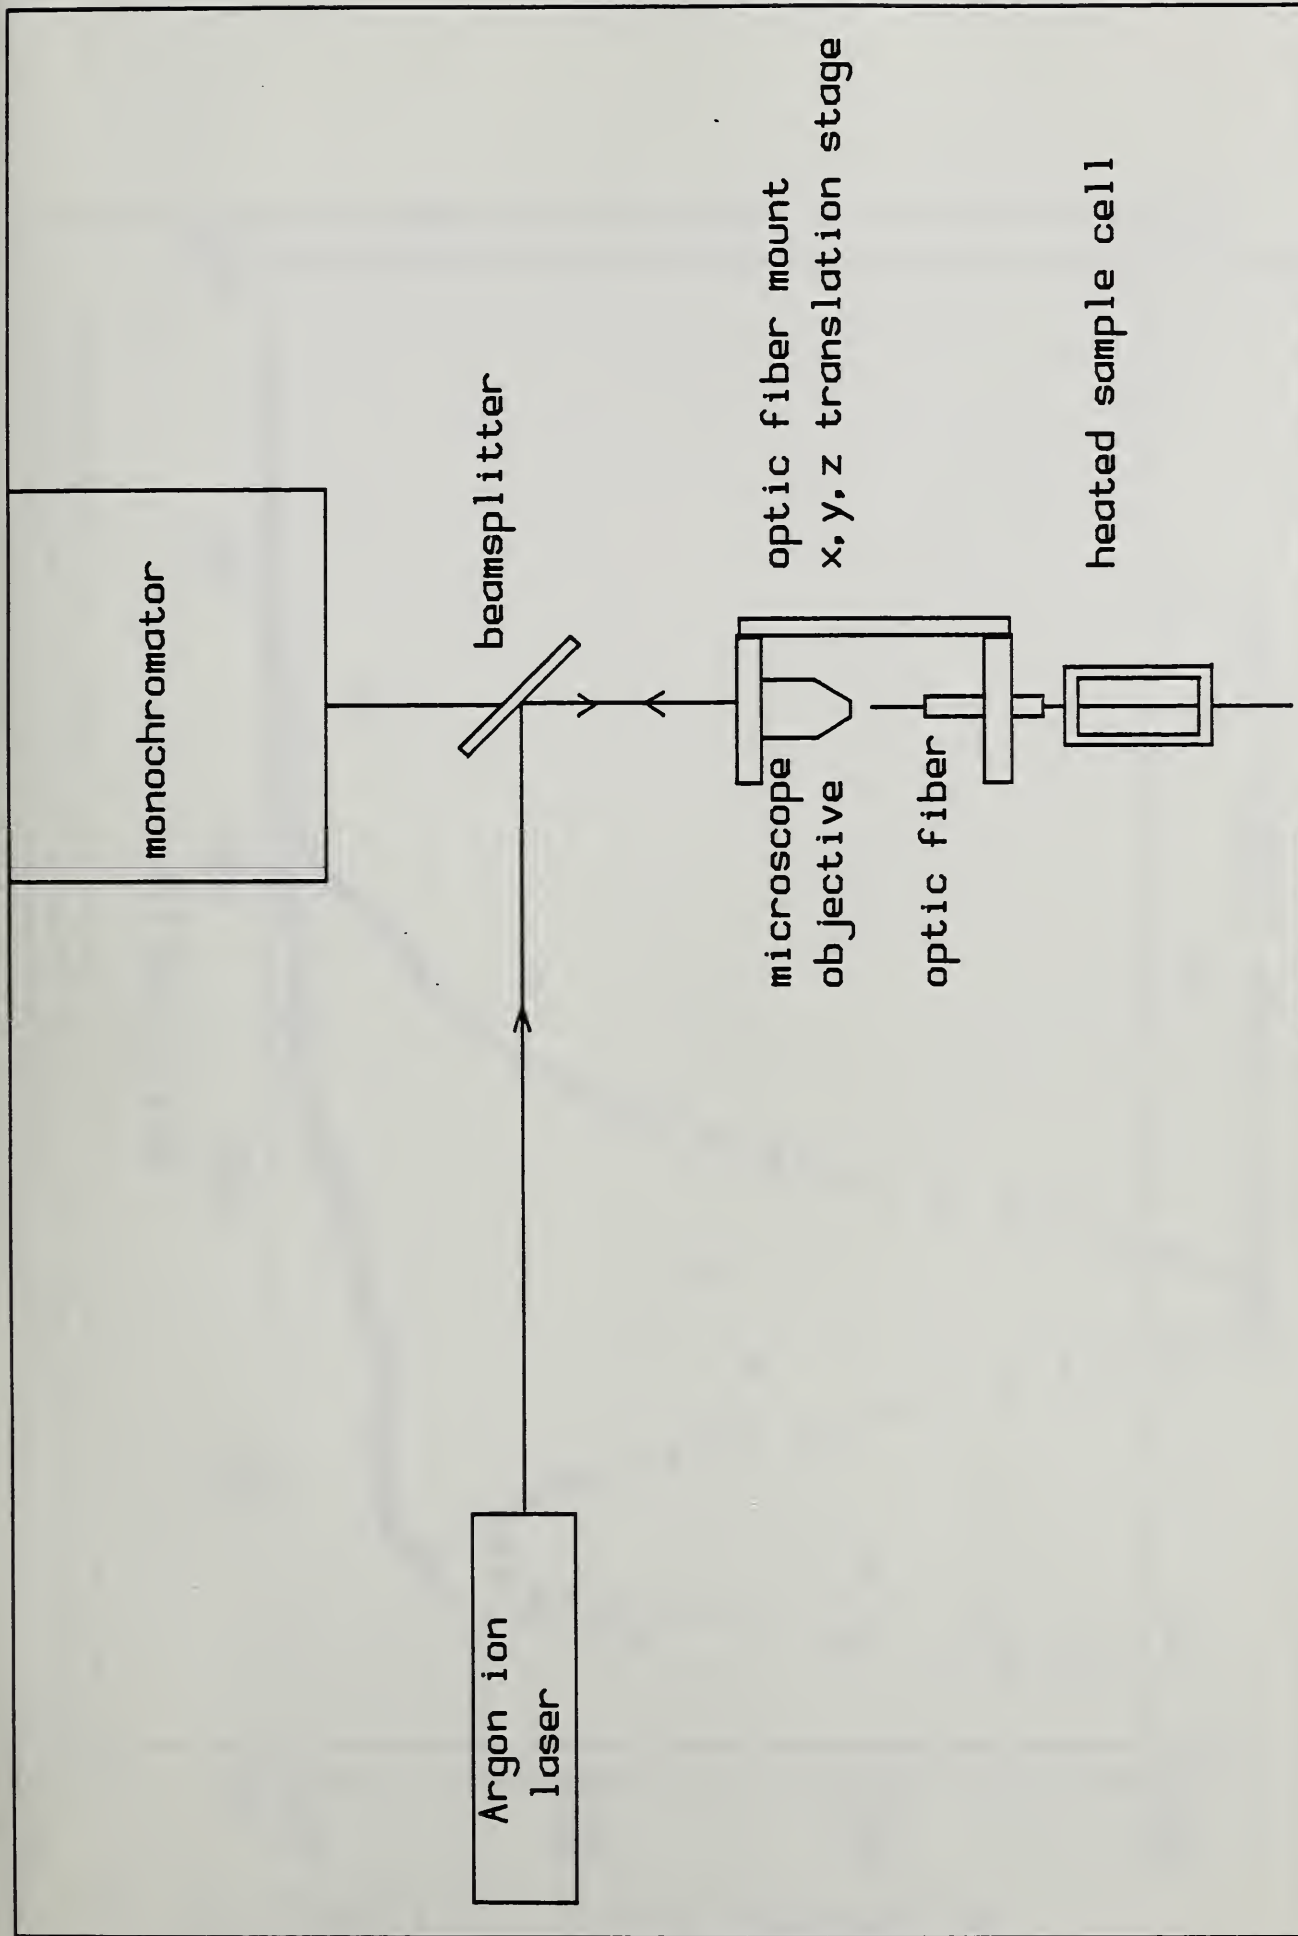 monochromator
beamsplitter
Argon ion
laser
microscope
objective
optic fiber mount
x,y,z translation stage
optic fiber
heated sample cell